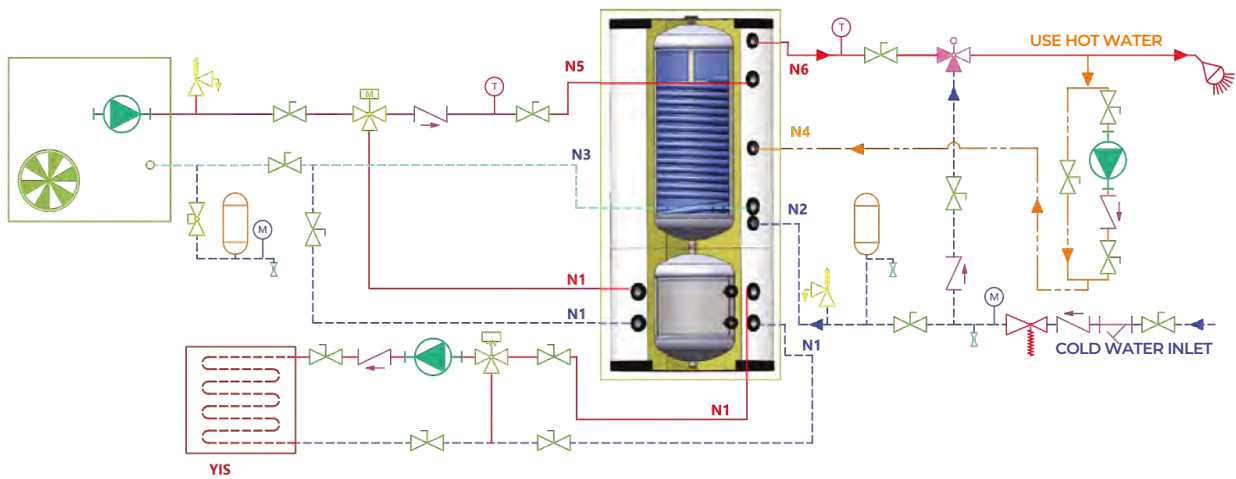 T
USE HOT WATER
N6
N5
T
M
N4
N3
N2
M
N1
M
N1
N1
COLD WATER INLET
N1
YIS